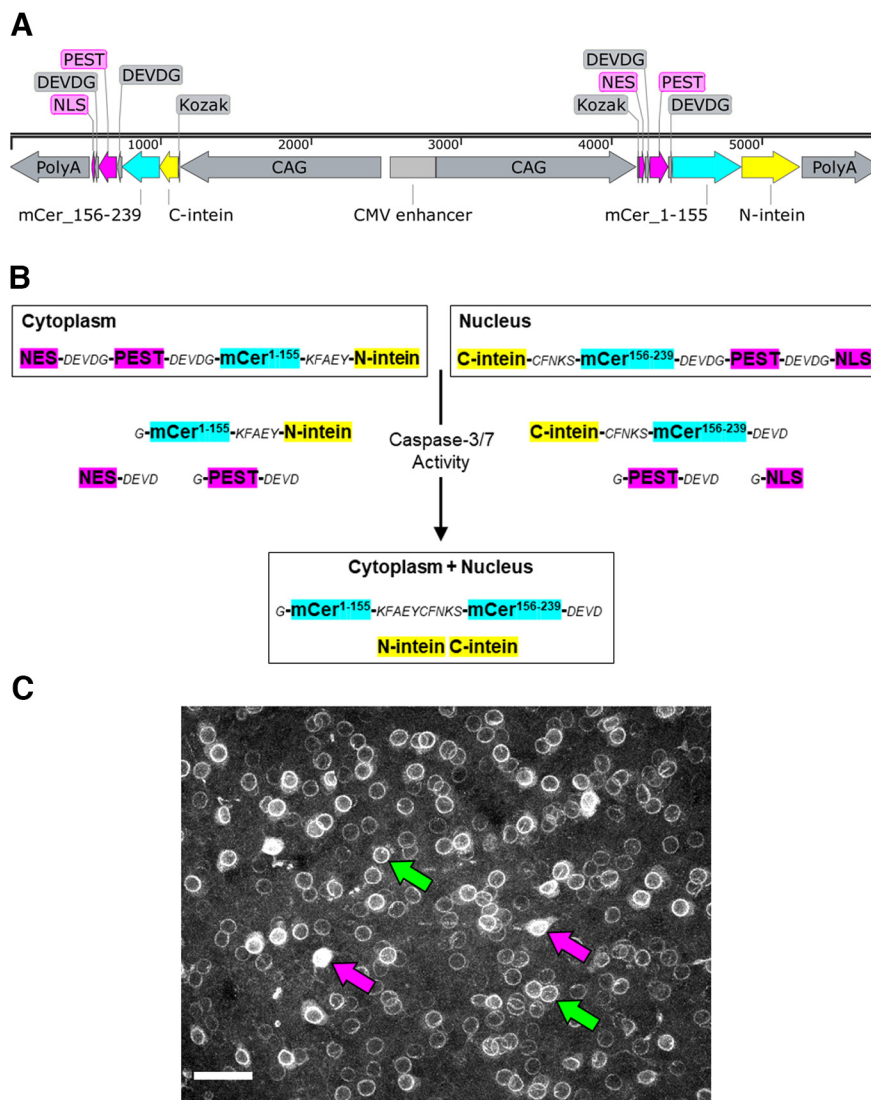 A
PEST
DEVDG
DEVDG
DEVDG
NES
PEST
NLS
Kozak
Kozak
DEVDG
1000
2000
3000
4000
5000
PolyA
CAG
CAG
PolyA
mCer_156-239
C-intein
CMV enhancer
mCer_1-155
N-intein
B
Cytoplasm
NES-DEVDG-PEST-DEVDG-mCer1-155-KFAEY-N-intein
Nucleus
C-intein-CFNKS-mCer156-239-DEVDG-PEST-DEVDG-NLS
G-mCer1-155-KFAEY-N-intein
NES-DEVD
G-PEST-DEVD
Caspase-3/7
Activity
C-intein-CFNKS-mCer156-239-DEVD
G-PEST-DEVD
G-NLS
Cytoplasm + Nucleus
G-mCer1-155-KFAEYCFNKS-mCer156-239-DEVD
N-intein C-intein
C